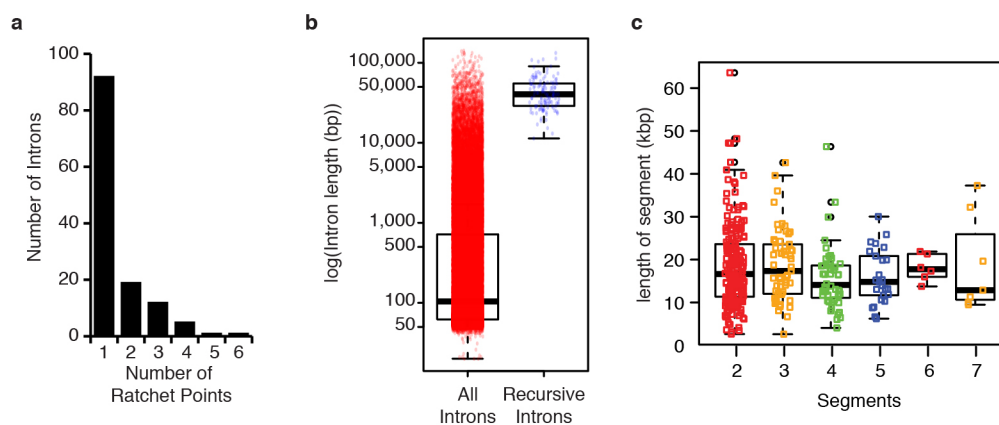 a
100
80
60
40
20
0
Number of Introns
1 2 3 4 5 6
Number of
Ratchet Points
b
100,000
50,000
10,000
5,000
1,000
500
100
50
log(Intron length (bp))
All Recursive
Introns Introns
c
60
50
40
30
20
10
0
length of segment (kbp)
2 3 4 5 6 7
Segments